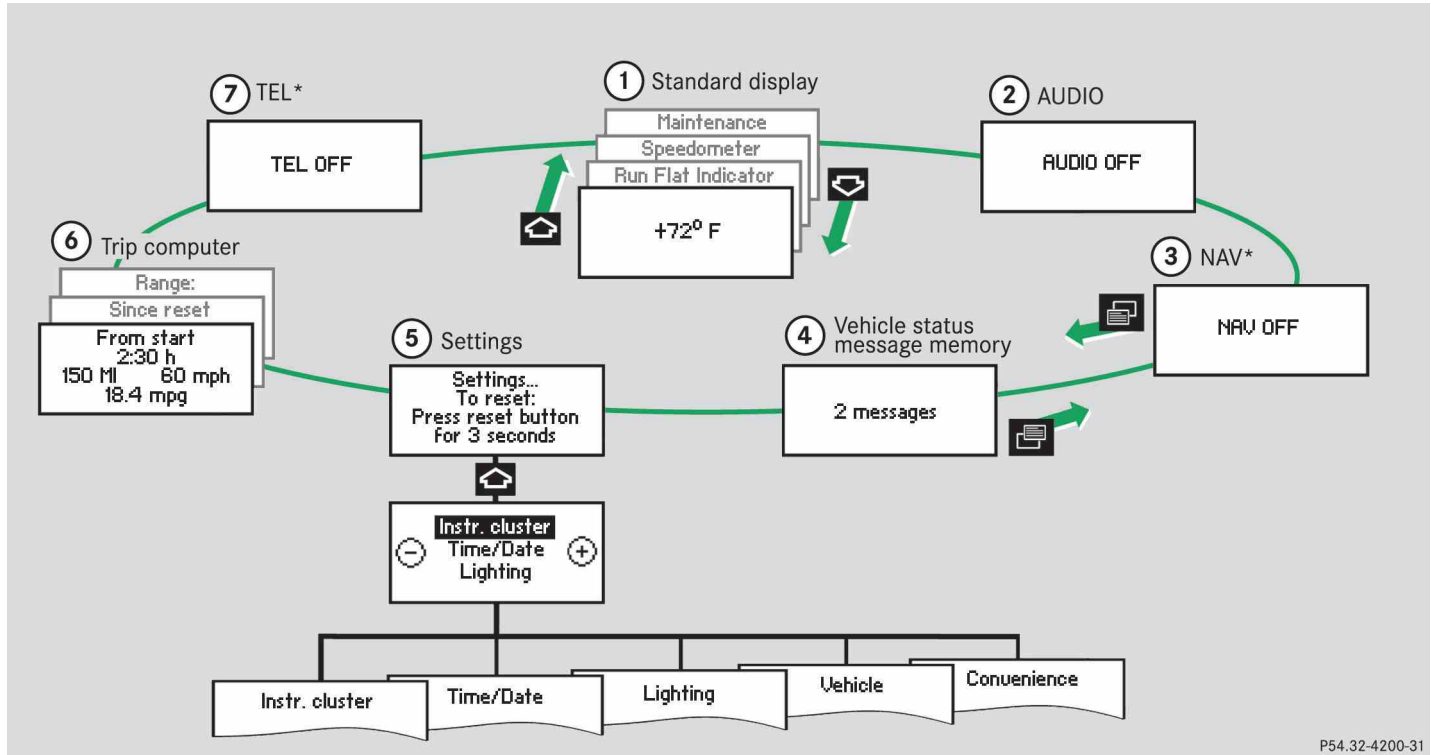 7 TEL*
TEL OFF
1 Standard display
Maintenance
Speedometer
Run Flat Indicator
+72° F
2 AUDIO
AUDIO OFF
3 NAV*
NAV OFF
4 Vehicle status
message memory
2 messages
5 Settings
Settings...
To reset:
Press reset button
for 3 seconds
6 Trip computer
Range:
Since reset
From start
2:30 h
150 MI 60 mph
18.4 mpg
Instr. cluster
Time/Date
Lighting
Instr. cluster
Time/Date
Lighting
Vehicle
Convenience
P54.32-4200-31